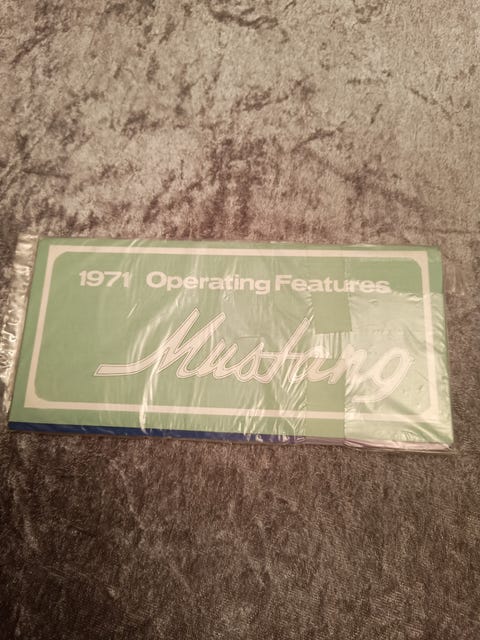 1971 Operating Features
Mustang